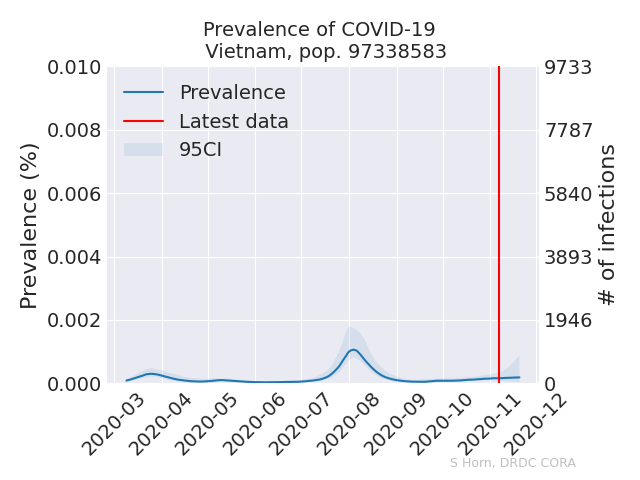 Prevalence of COVID-19
Vietnam, pop. 97338583
Prevalence
Latest data
95CI
Prevalence (%)
0.010
0.008
0.006
0.004
0.002
0.000
9733
7787
5840
3893
1946
0
# of infections
2020-03
2020-04
2020-05
2020-06
2020-07
2020-08
2020-09
2020-10
2020-11
2020-12
S Horn, DRDC CORA